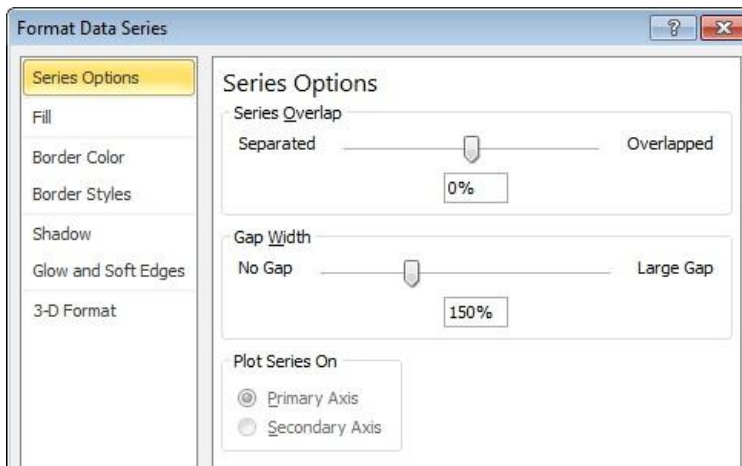 Format Data Series
Series Options
Fill
Border Color
Border Styles
Shadow
Glow and Soft Edges
3-D Format
Series Options
Series Overlap
Separated Overlapped
0%
Gap Width
No Gap Large Gap
150%
Plot Series On
Primary Axis
Secondary Axis